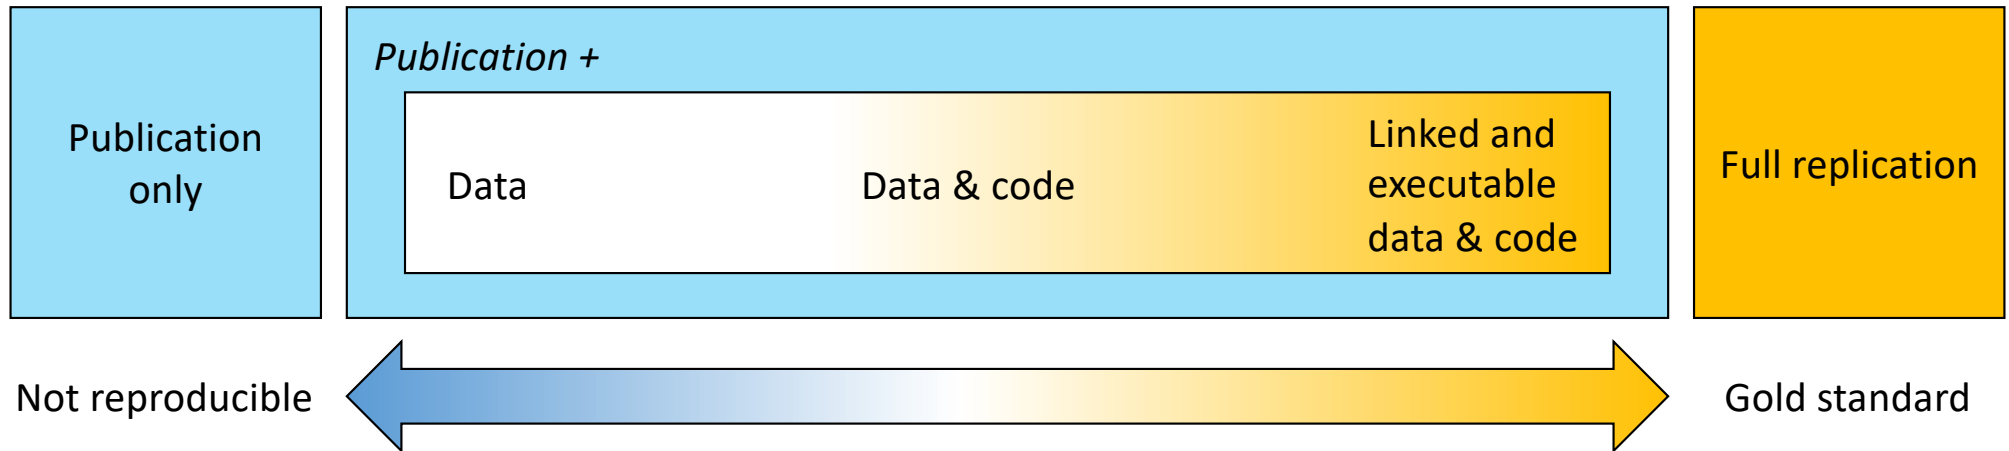 Publication
only
Publication +
Data
Data & code
Linked and
executable
data & code
Full replication
Not reproducible
Gold standard